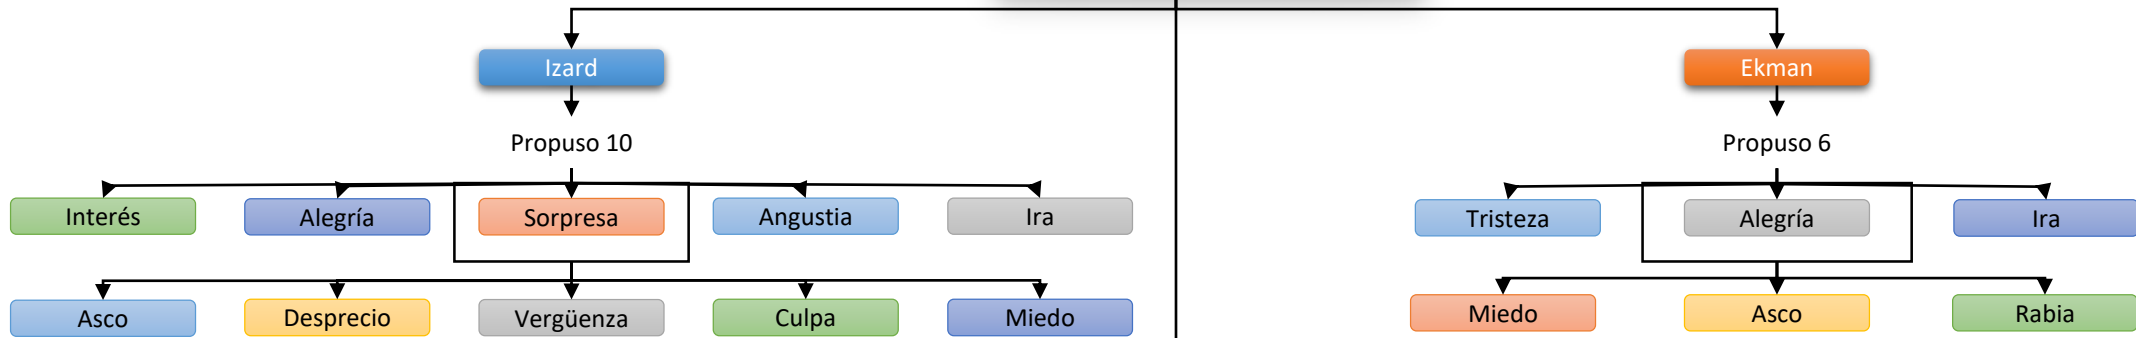 Izard
Ekman
Propuso 10
Propuso 6
Interés
Alegría
Sorpresa
Angustia
Ira
Tristeza
Alegría
Ira
Asco
Desprecio
Vergüenza
Culpa
Miedo
Miedo
Asco
Rabia